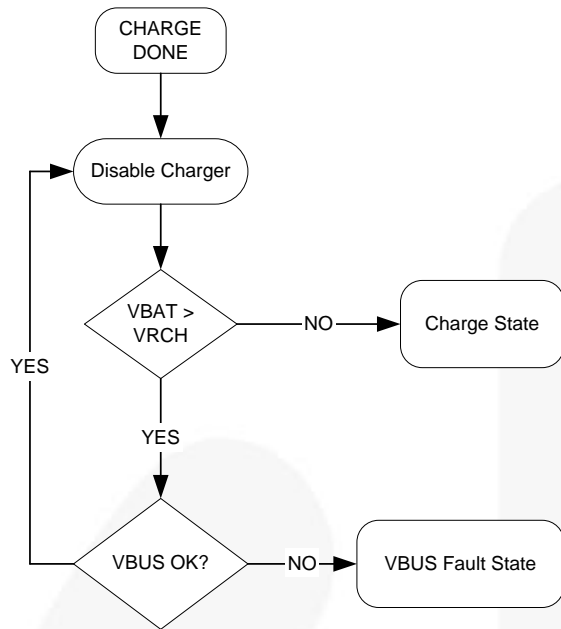 CHARGE
DONE
Disable Charger
VBAT >
VRCH
NO
Charge State
YES
YES
VBUS OK?
NO
VBUS Fault State